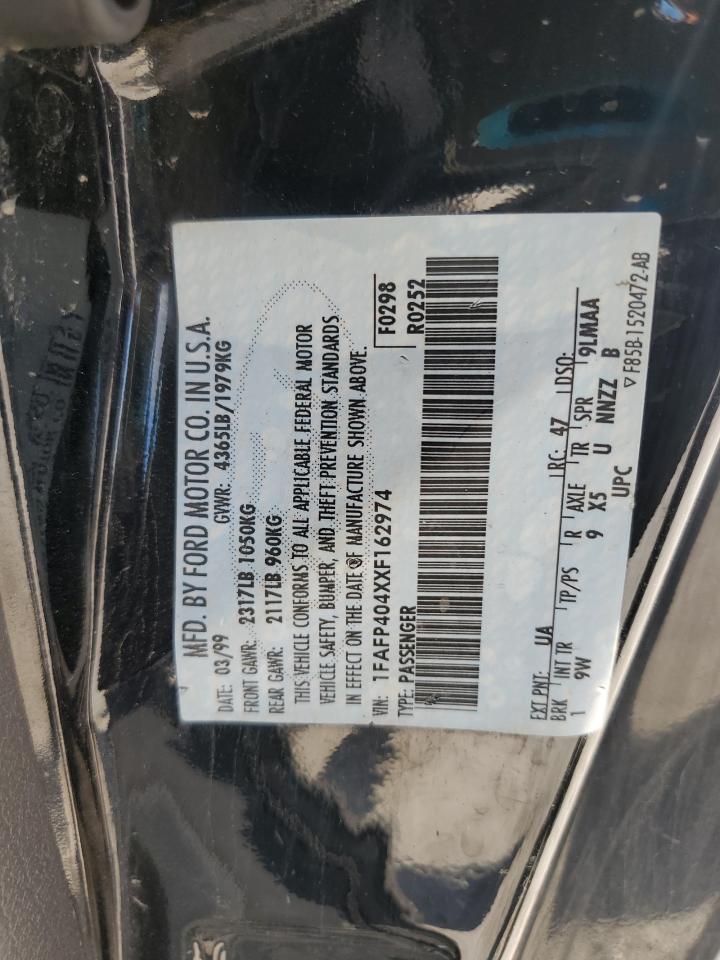 MFD. BY FORD MOTOR CO. IN U.S.A.
DATE: 03/99 GVWR: 4365LB/1979KG
FRONT GAWR: 2317LB 1050KG
REAR GAWR: 2117LB 960KG
THIS VEHICLE CONFORMS TO ALL APPLICABLE FEDERAL MOTOR
VEHICLE SAFETY, BUMPER, AND THEFT PREVENTION STANDARDS
IN EFFECT ON THE DATE OF MANUFACTURE SHOWN ABOVE.
VIN: 1FAFP404XXF162974 F0298
TYPE: PASSENGER R0252
EXT PNT: UA RC: 47 DSO:
BRK INT TR TP/PS R AXLE TR SPR 9LMAA
1 9W 9 X5 U NNZZ B
UPC
▽ F85B-1520472-AB